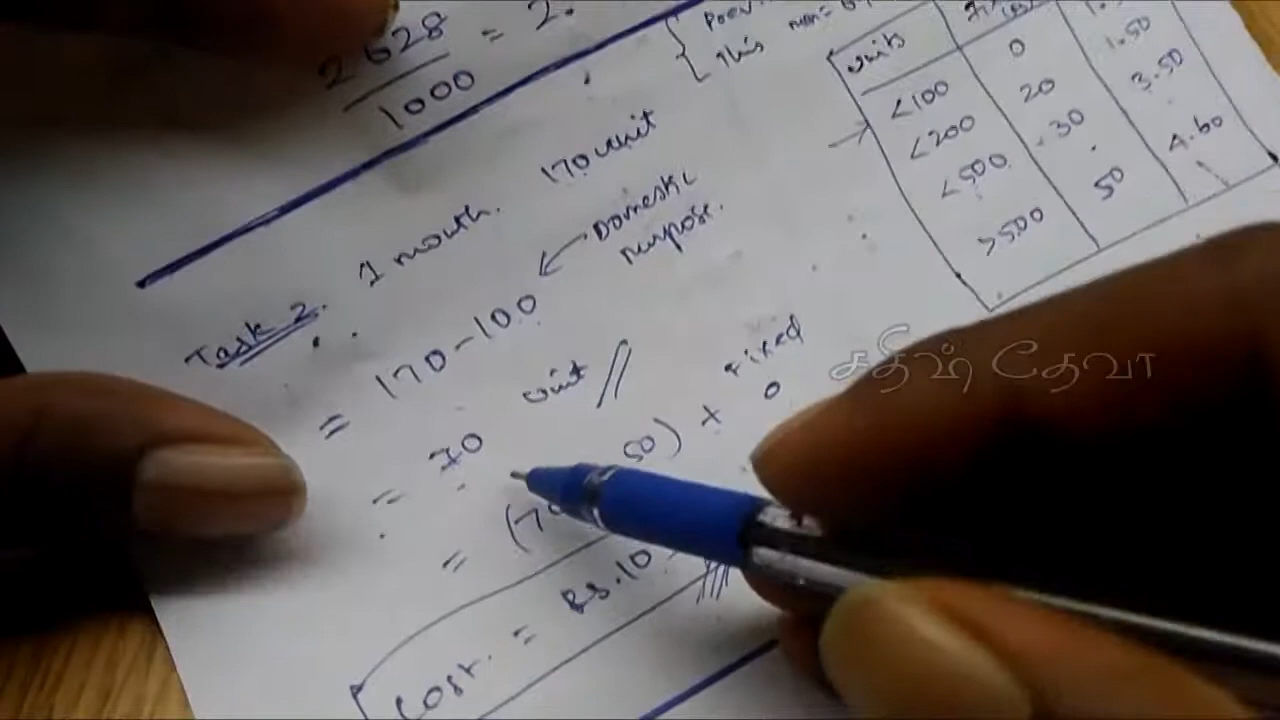 2628
1000
= 2.
This
units
<100 0
<200 20 1.50
<500 30 3.50
>500 50 4.60
170 unit
Task 2. 1 month.
Domestic
purpose.
= 170-100
= 70 unit //
Fixed
= (70 50) + 0
Cost. = Rs.10
சதீஷ் தேவா